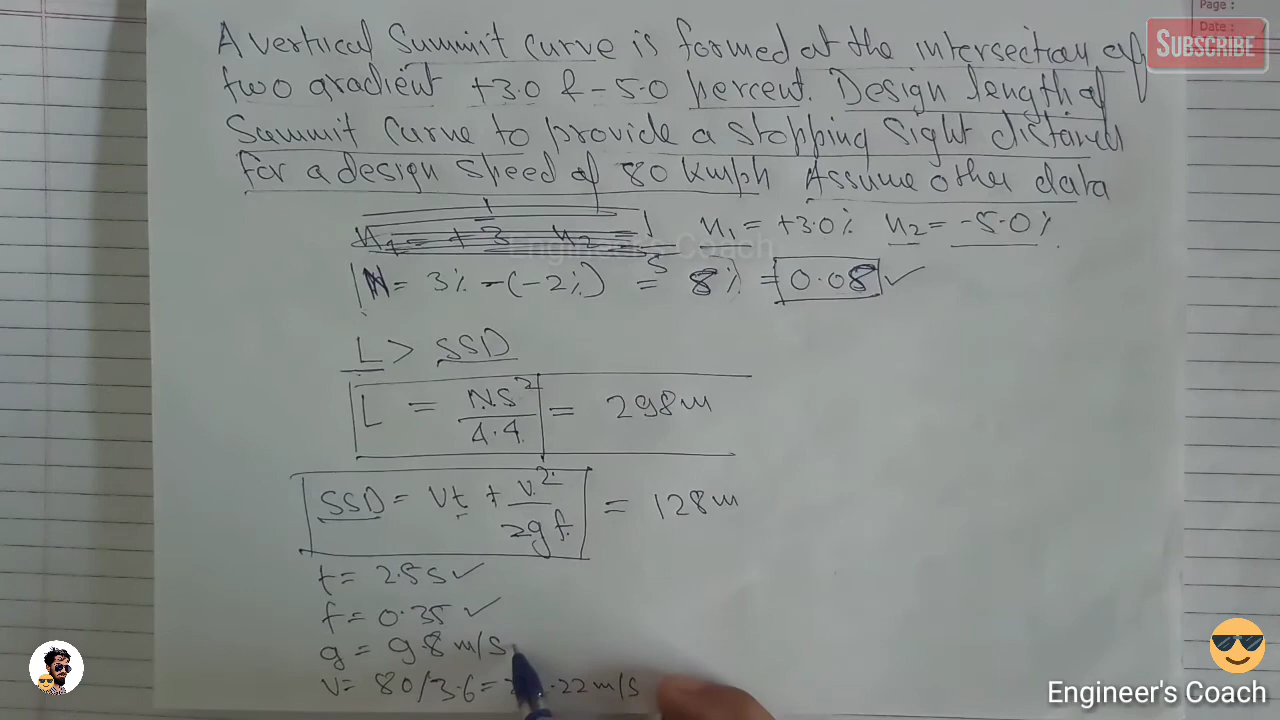 Page :
Date :
SUBSCRIBE
A vertical Summit Curve is formed at the intersection of
two gradient +3.0 & -5.0 percent. Design length of
Summit Curve to provide a stopping Sight distance
for a design speed of 80 Kmph Assume other data
n1 = +3.0% n2 = -5.0%
Engineer's Coach
N = 3% - (-2%) = 8% = 0.08 ✓
L > SSD
L = NS² / 4.4 = 298m
SSD = Vt + v² / 2gf = 128m
t = 2.5s ✓
f = 0.35 ✓
g = 9.8 m/s
V = 80/3.6 = .22 m/s
Engineer's Coach